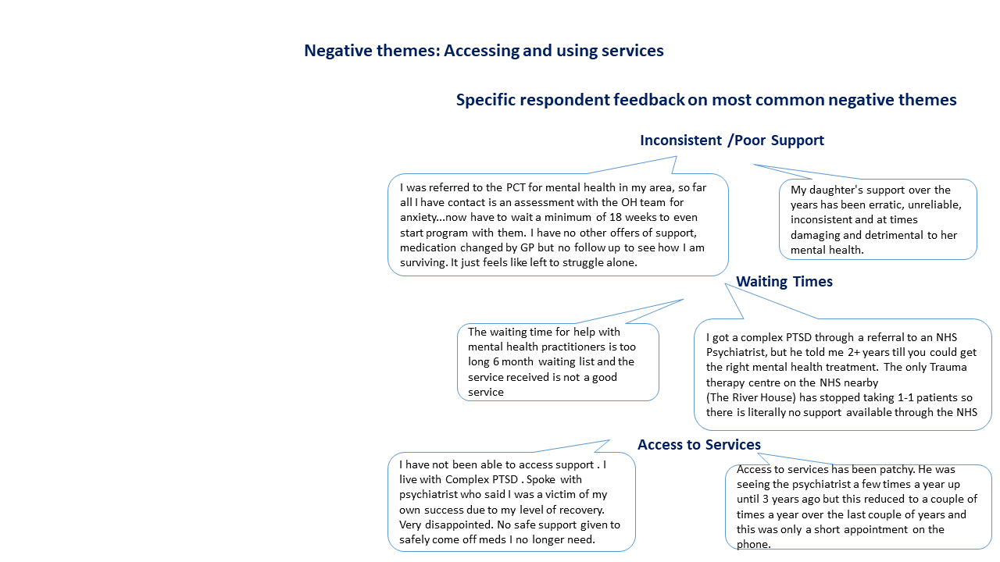 Negative themes: Accessing and using services
Specific respondent feedback on most common negative themes
Inconsistent /Poor Support
I was referred to the PCT for mental health in my area, so far
all I have contact is an assessment with the OH team for
anxiety...now have to wait a minimum of 18 weeks to even
start program with them. I have no other offers of support,
medication changed by GP but no follow up to see how I am
surviving. It just feels like left to struggle alone.
My daughter's support over the
years has been erratic, unreliable,
inconsistent and at times
damaging and detrimental to her
mental health.
Waiting Times
The waiting time for help with
mental health practitioners is too
long 6 month waiting list and the
service received is not a good
service
I got a complex PTSD through a referral to an NHS
Psychiatrist, but he told me 2+ years till you could get
the right mental health treatment. The only Trauma
therapy centre on the NHS nearby
(The River House) has stopped taking 1-1 patients so
there is literally no support available through the NHS
Access to Services
I have not been able to access support . I
live with Complex PTSD . Spoke with
psychiatrist who said I was a victim of my
own success due to my level of recovery.
Very disappointed. No safe support given to
safely come off meds I no longer need.
Access to services has been patchy. He was
seeing the psychiatrist a few times a year up
until 3 years ago but this reduced to a couple of
times a year over the last couple of years and
this was only a short appointment on the
phone.